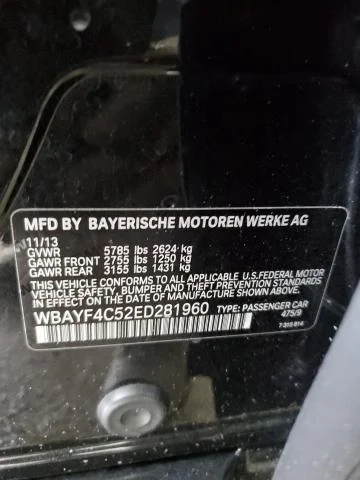 MFD BY BAYERISCHE MOTOREN WERKE AG
11/13
GVWR 5785 lbs 2624 kg
GAWR FRONT 2755 lbs 1250 kg
GAWR REAR 3155 lbs 1431 kg
THIS VEHICLE CONFORMS TO ALL APPLICABLE U.S. FEDERAL MOTOR
VEHICLE SAFETY, BUMPER, AND THEFT PREVENTION STANDARDS
IN EFFECT ON THE DATE OF MANUFACTURE SHOWN ABOVE.
WBAYF4C52ED281960 TYPE: PASSENGER CAR
475/9